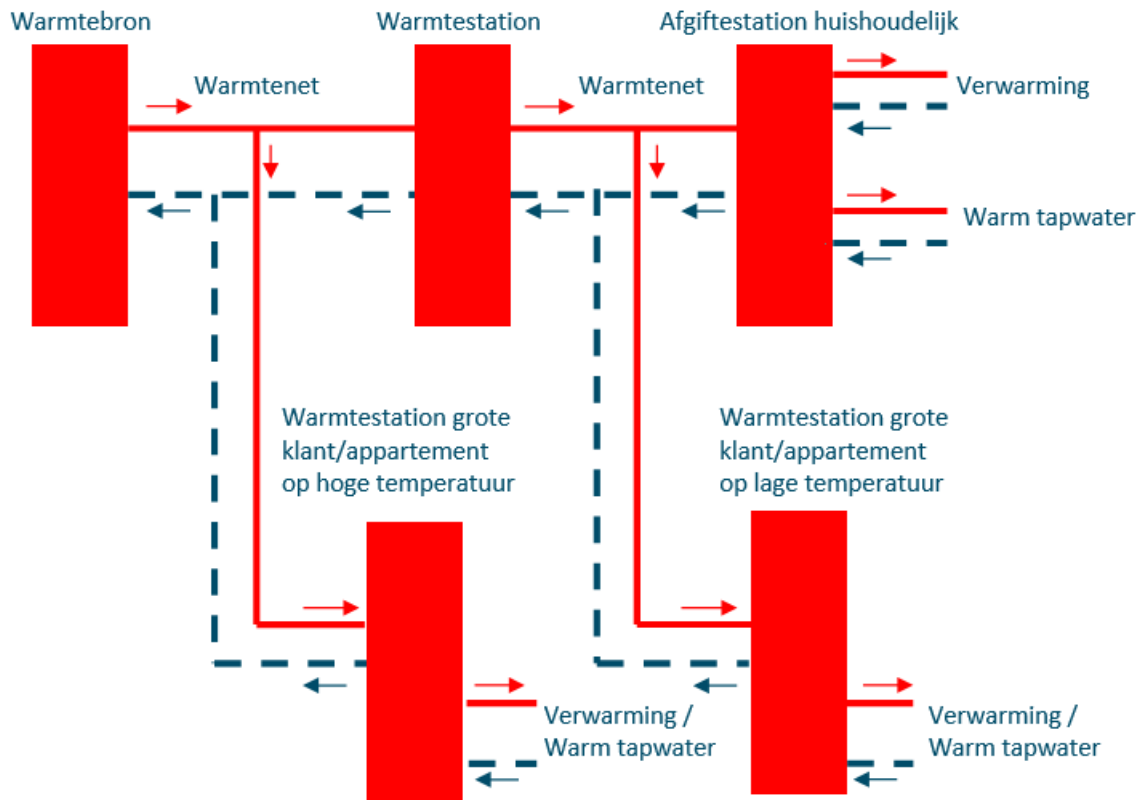 Warmtebron
Warmtestation
Afgiftestation huishoudelijk
Warmtenet
Warmtenet
Verwarming
Warm tapwater
Warmtestation grote
klant/appartement
op hoge temperatuur
Warmtestation grote
klant/appartement
op lage temperatuur
Verwarming /
Warm tapwater
Verwarming /
Warm tapwater